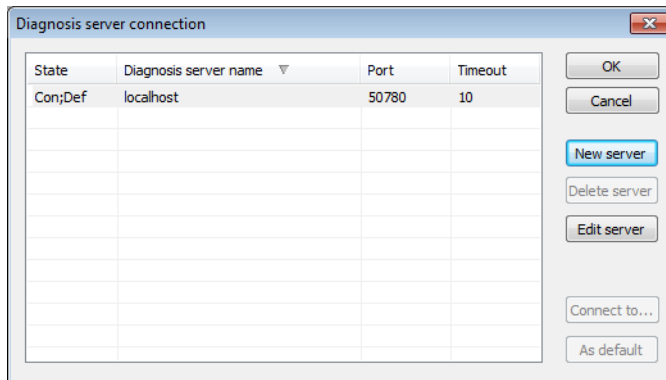 Diagnosis server connection
State Diagnosis server name Port Timeout
Con;Def localhost 50780 10
OK
Cancel
New server
Delete server
Edit server
Connect to...
As default